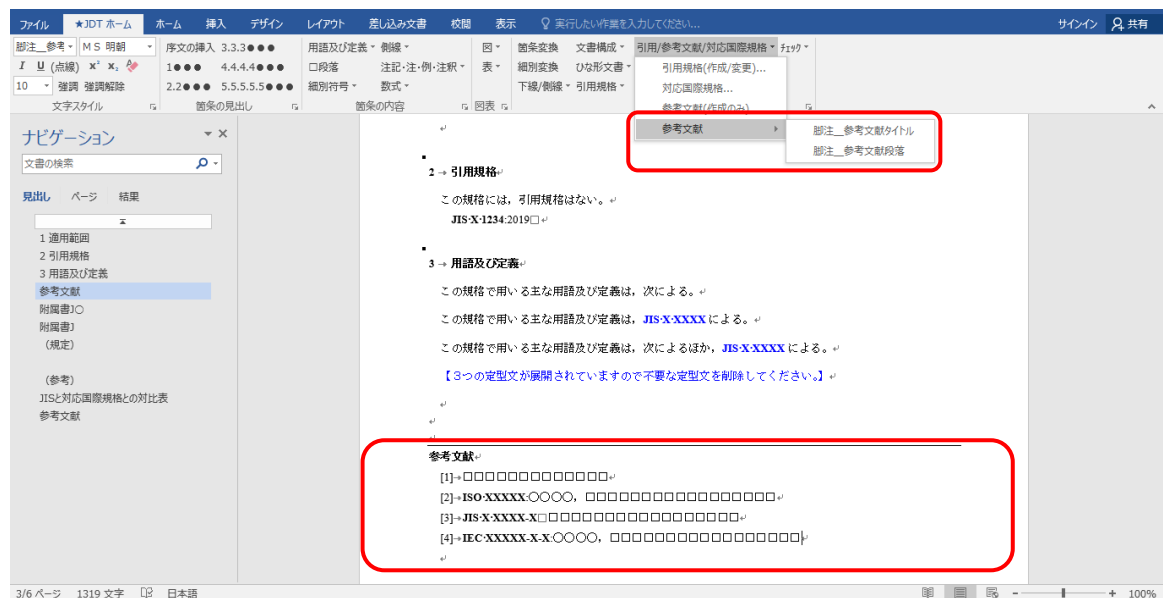 ファイル ★JDT ホーム ホーム 挿入 デザイン レイアウト 差し込み文書 校閲 表示 実行したい作業を入力してください... サインイン 共有
脚注__参考 ＭＳ 明朝 序文の挿入 3.3.3●●● 用語及び定義 側線 図 箇条変換 文書構成 引用/参考文献/対応国際規格 ﾁｪｯｸ
I U (点線) x² x₂ 1●●● 4.4.4.4●●● 口段落 注記・注・例・注釈 表 細別変換 ひな形文書 引用規格(作成/変更)...
10 強調 強調解除 2.2●●● 5.5.5.5.5●●● 細別符号 数式 下線/側線 引用規格 対応国際規格...
文字スタイル 箇条の見出し 箇条の内容 図表 参考文献(作成のみ)
参考文献 脚注__参考文献タイトル
脚注__参考文献段落
ナビゲーション
文書の検索
見出し ページ 結果
1 適用範囲
2 引用規格
3 用語及び定義
参考文献
附属書J〇
附属書J
（規定）
（参考）
JISと対応国際規格との対比表
参考文献
2→引用規格↵
この規格には，引用規格はない。↵
JIS·X·1234:2019□↵
3→用語及び定義↵
この規格で用いる主な用語及び定義は，次による。↵
この規格で用いる主な用語及び定義は，JIS·X·XXXX による。↵
この規格で用いる主な用語及び定義は，次によるほか，JIS·X·XXXX による。↵
【３つの定型文が展開されていますので不要な定型文を削除してください。】↵
参考文献↵
[1]→□□□□□□□□□□□□□↵
[2]→ISO·XXXXX:〇〇〇〇，□□□□□□□□□□□□□□□□□↵
[3]→JIS·X·XXXX-X□□□□□□□□□□□□□□□□□□↵
[4]→IEC·XXXXX-X-X:〇〇〇〇，□□□□□□□□□□□□□□□□□↵
3/6 ページ 1319 文字 日本語 - + 100%